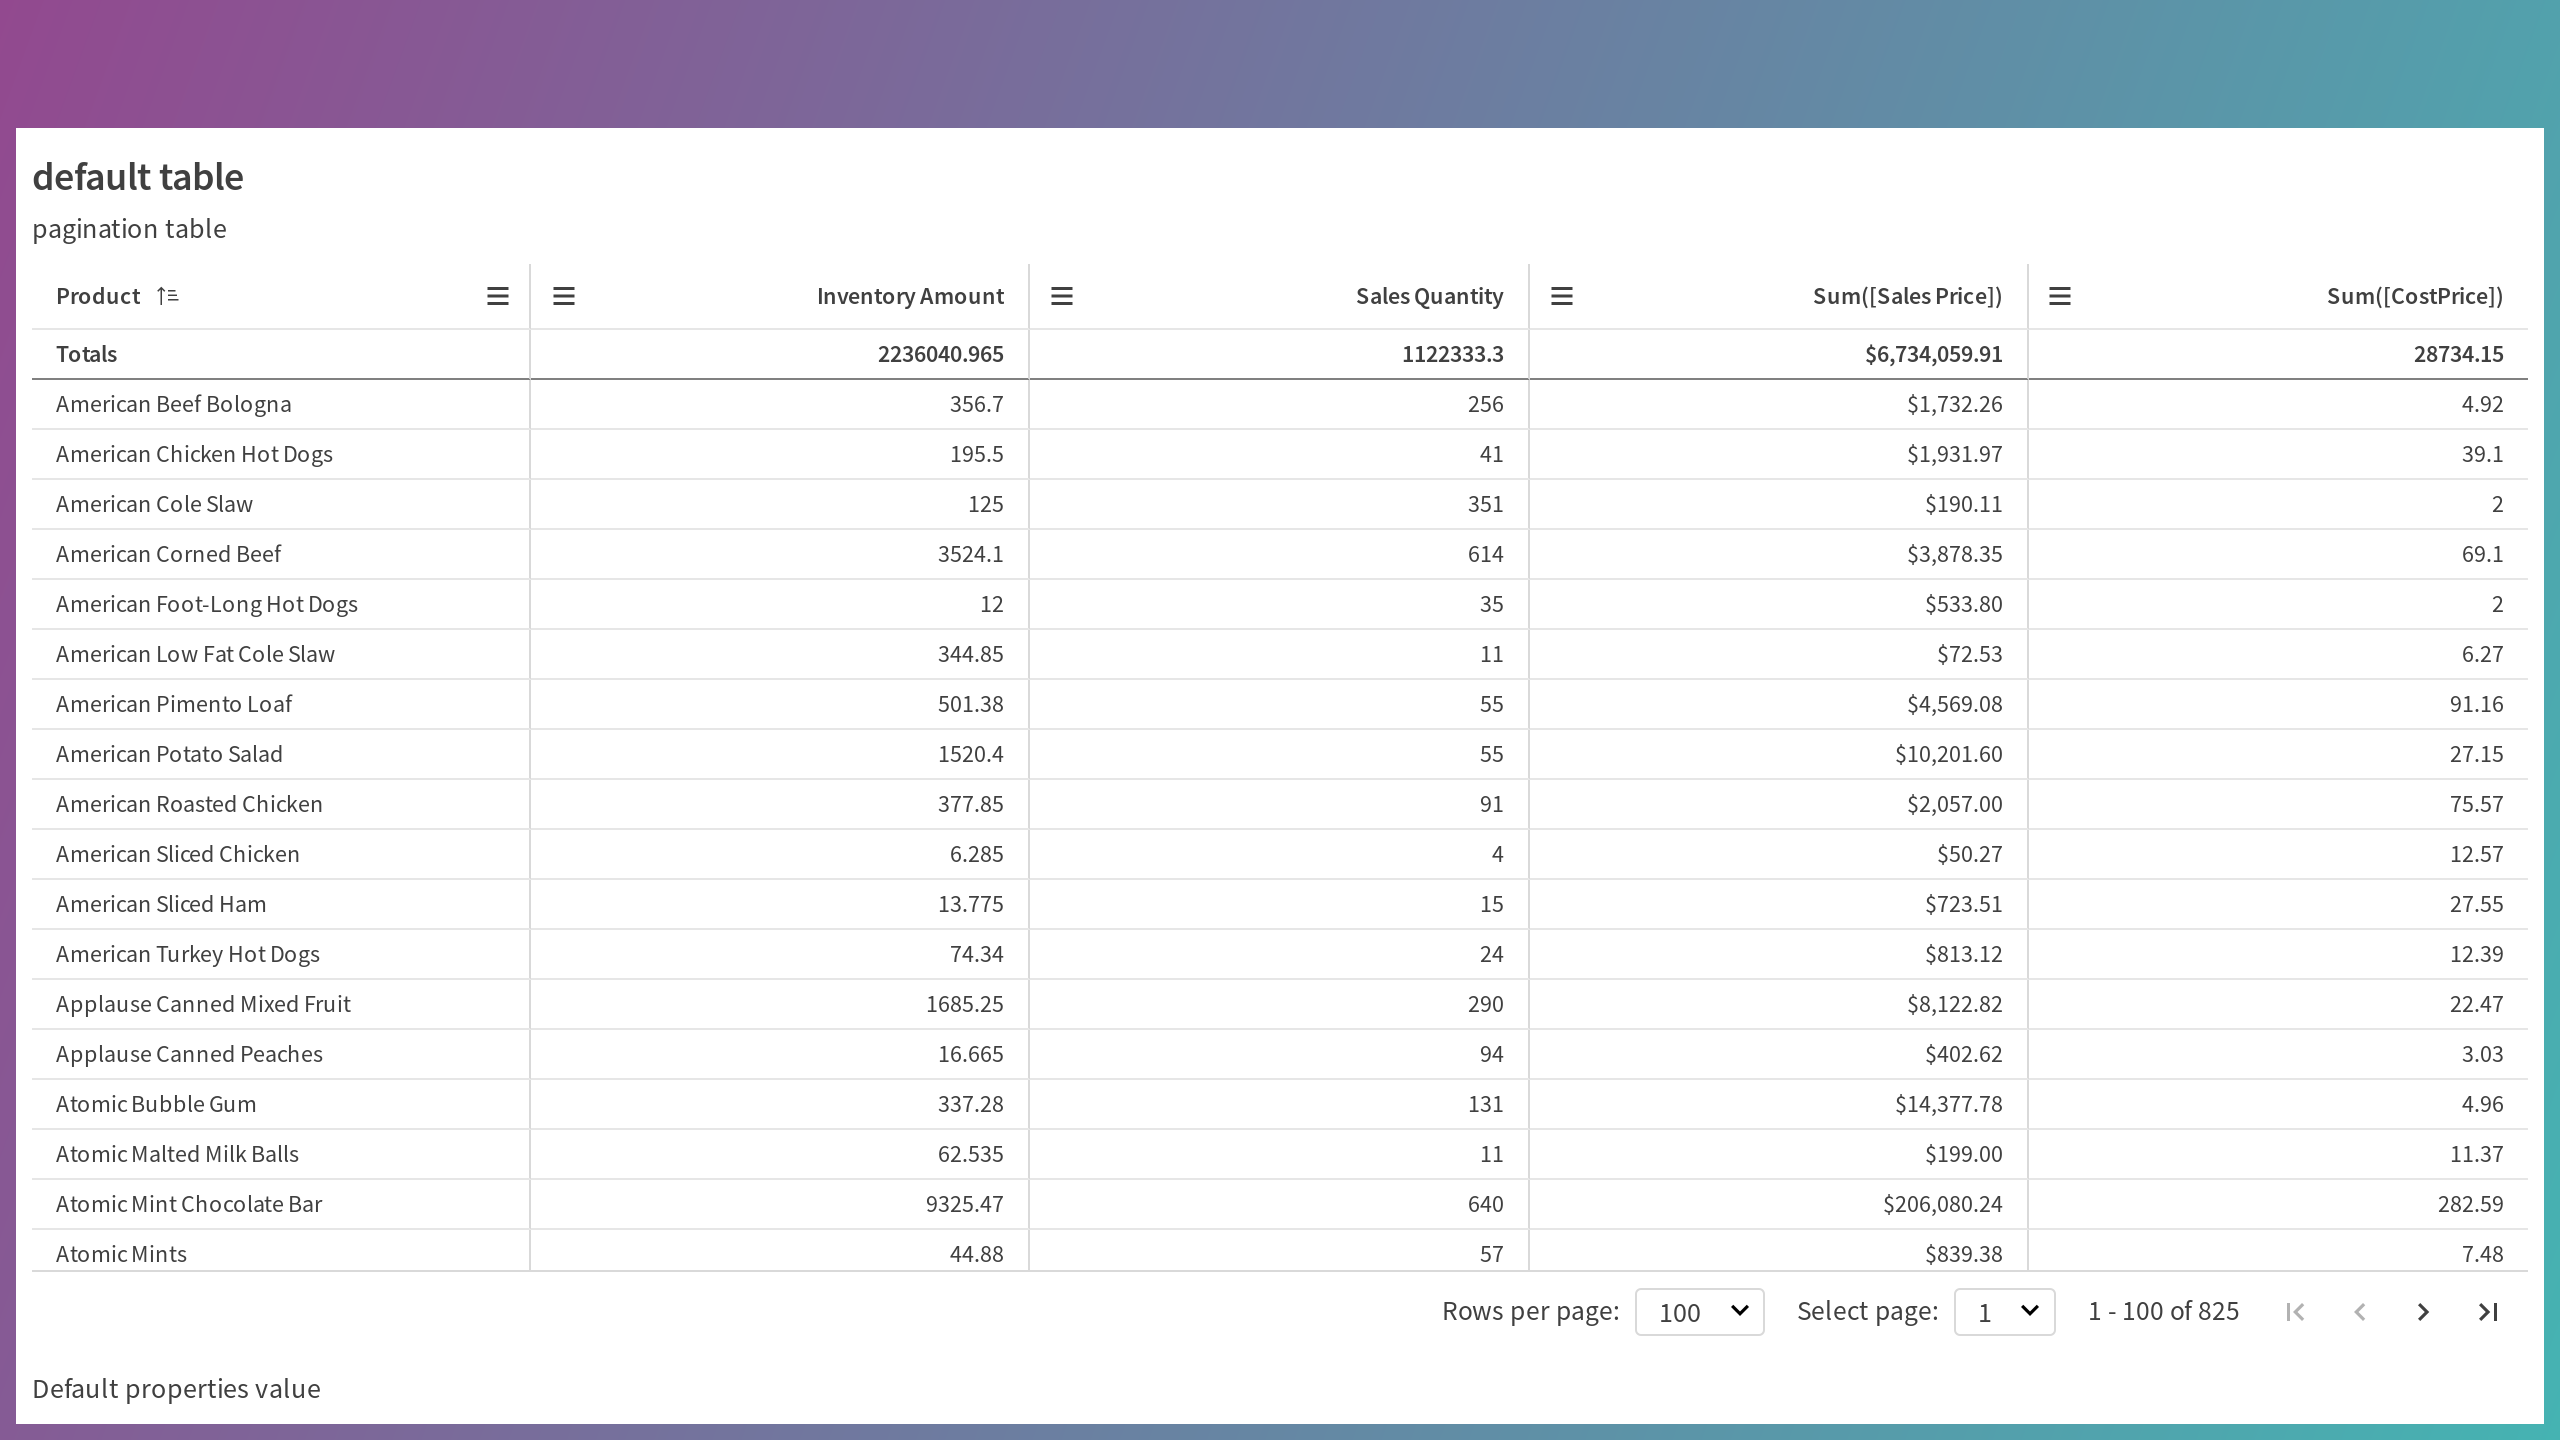 default table
pagination table
Product Inventory Amount Sales Quantity Sum([Sales Price]) Sum([CostPrice])
Totals 2236040.965 1122333.3 $6,734,059.91 28734.15
American Beef Bologna 356.7 256 $1,732.26 4.92
American Chicken Hot Dogs 195.5 41 $1,931.97 39.1
American Cole Slaw 125 351 $190.11 2
American Corned Beef 3524.1 614 $3,878.35 69.1
American Foot-Long Hot Dogs 12 35 $533.80 2
American Low Fat Cole Slaw 344.85 11 $72.53 6.27
American Pimento Loaf 501.38 55 $4,569.08 91.16
American Potato Salad 1520.4 55 $10,201.60 27.15
American Roasted Chicken 377.85 91 $2,057.00 75.57
American Sliced Chicken 6.285 4 $50.27 12.57
American Sliced Ham 13.775 15 $723.51 27.55
American Turkey Hot Dogs 74.34 24 $813.12 12.39
Applause Canned Mixed Fruit 1685.25 290 $8,122.82 22.47
Applause Canned Peaches 16.665 94 $402.62 3.03
Atomic Bubble Gum 337.28 131 $14,377.78 4.96
Atomic Malted Milk Balls 62.535 11 $199.00 11.37
Atomic Mint Chocolate Bar 9325.47 640 $206,080.24 282.59
Atomic Mints 44.88 57 $839.38 7.48
Rows per page: 100 Select page: 1 1 - 100 of 825
Default properties value